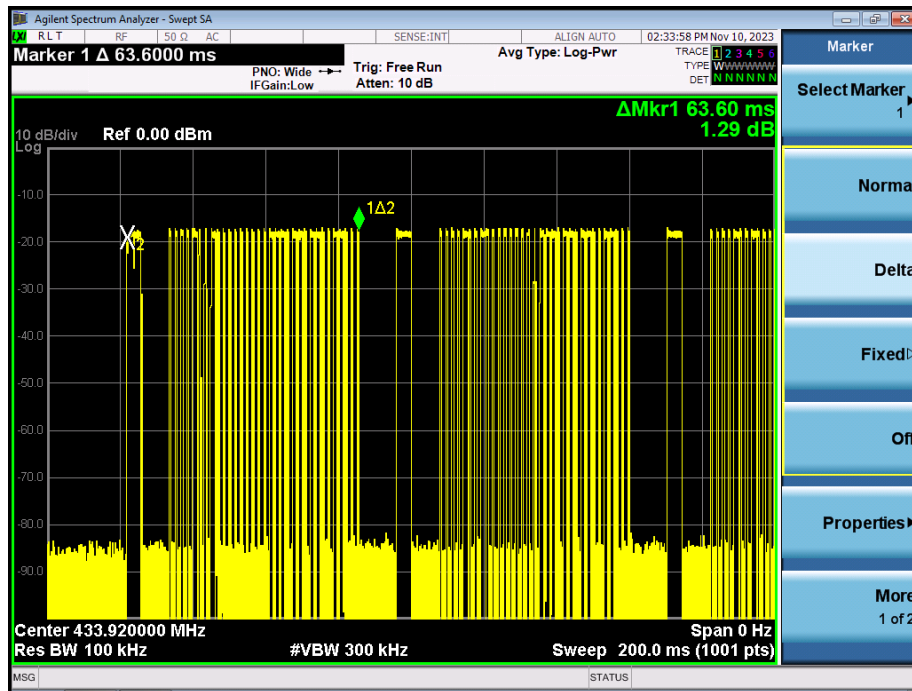 Agilent Spectrum Analyzer - Swept SA
LXI RLT RF 50 Ω AC SENSE:INT ALIGN AUTO 02:33:58 PM Nov 10, 2023
Marker 1 Δ 63.6000 ms
PNO: Wide
IFGain:Low
Trig: Free Run
Atten: 10 dB
Avg Type: Log-Pwr
TRACE 1 2 3 4 5 6
TYPE WWWWWW
DET N N N N N N
ΔMkr1 63.60 ms
1.29 dB
10 dB/div Ref 0.00 dBm
Log
-10.0
-20.0
-30.0
-40.0
-50.0
-60.0
-70.0
-80.0
-90.0
1Δ2
2
Center 433.920000 MHz Span 0 Hz
Res BW 100 kHz #VBW 300 kHz Sweep 200.0 ms (1001 pts)
MSG STATUS
Marker
Select Marker
1
Norma
Delta
Fixed
Off
Properties
More
1 of 2